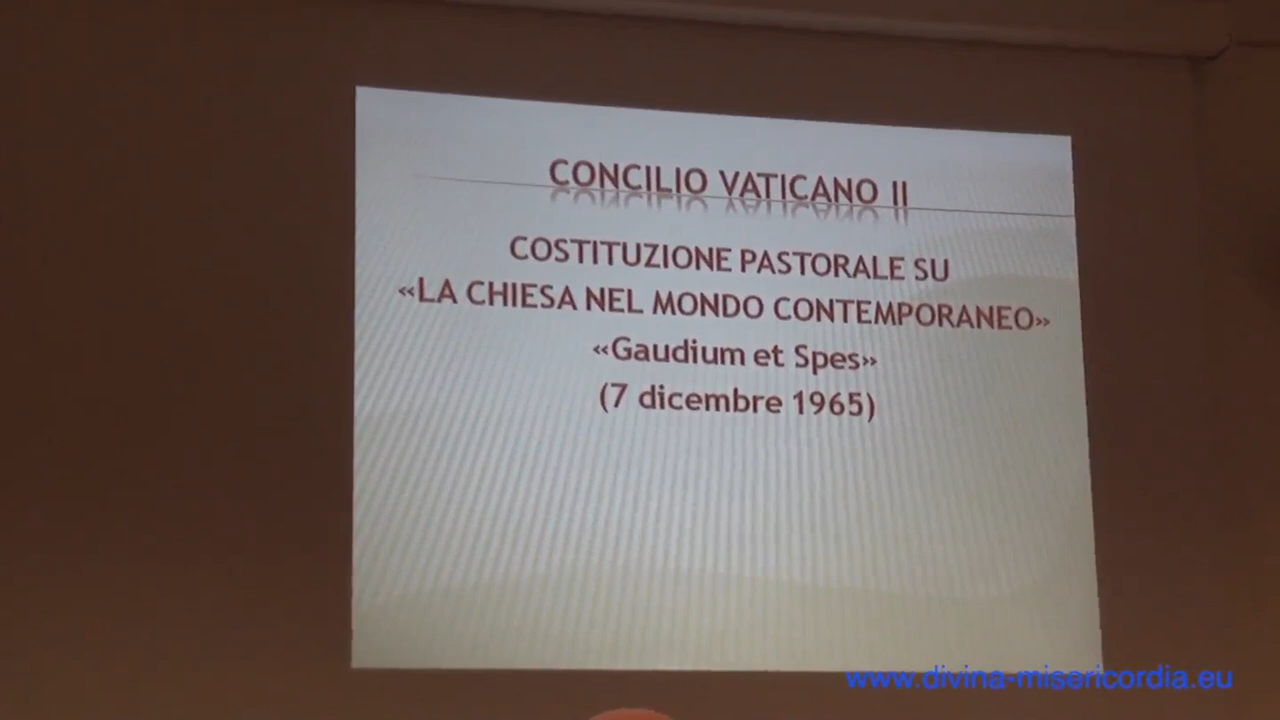 CONCILIO VATICANO II
COSTITUZIONE PASTORALE SU
«LA CHIESA NEL MONDO CONTEMPORANEO»
«Gaudium et Spes»
(7 dicembre 1965)
www.divina-misericordia.eu